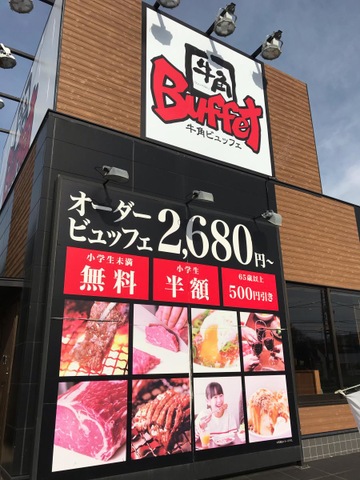 牛角
Buffet
牛角ビュッフェ
オーダー
ビュッフェ 2,680円~
小学生未満
無料
小学生
半額
65歳以上
500円引き